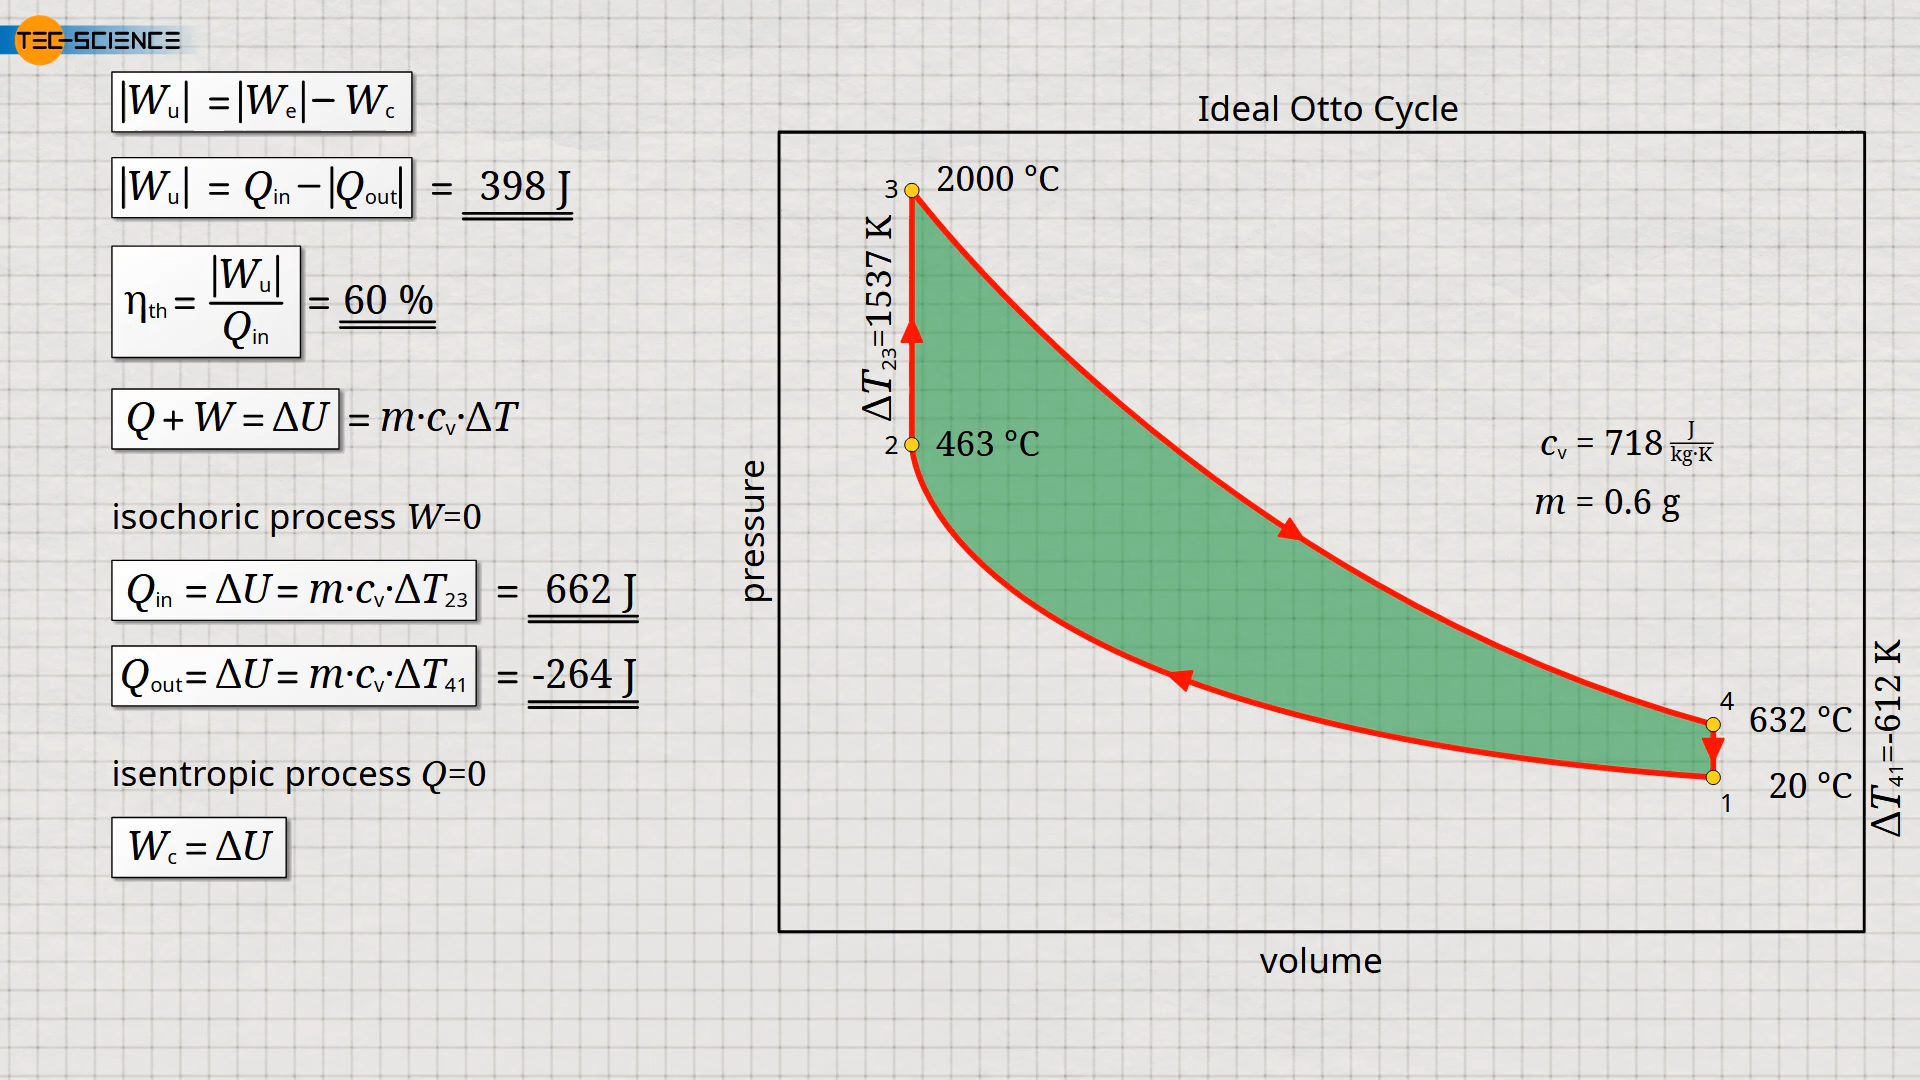 TEC-SCIENCE
|Wu| = |We| − Wc
|Wu| = Qin − |Qout| = 398 J
ηth = |Wu| / Qin = 60 %
Q + W = ΔU = m·cv·ΔT
isochoric process W=0
Qin = ΔU = m·cv·ΔT23 = 662 J
Qout = ΔU = m·cv·ΔT41 = -264 J
isentropic process Q=0
Wc = ΔU
Ideal Otto Cycle
3
2000 °C
ΔT23=1537 K
2
463 °C
pressure
cv = 718 J/kg·K
m = 0.6 g
4
632 °C
20 °C
1
ΔT41=-612 K
volume